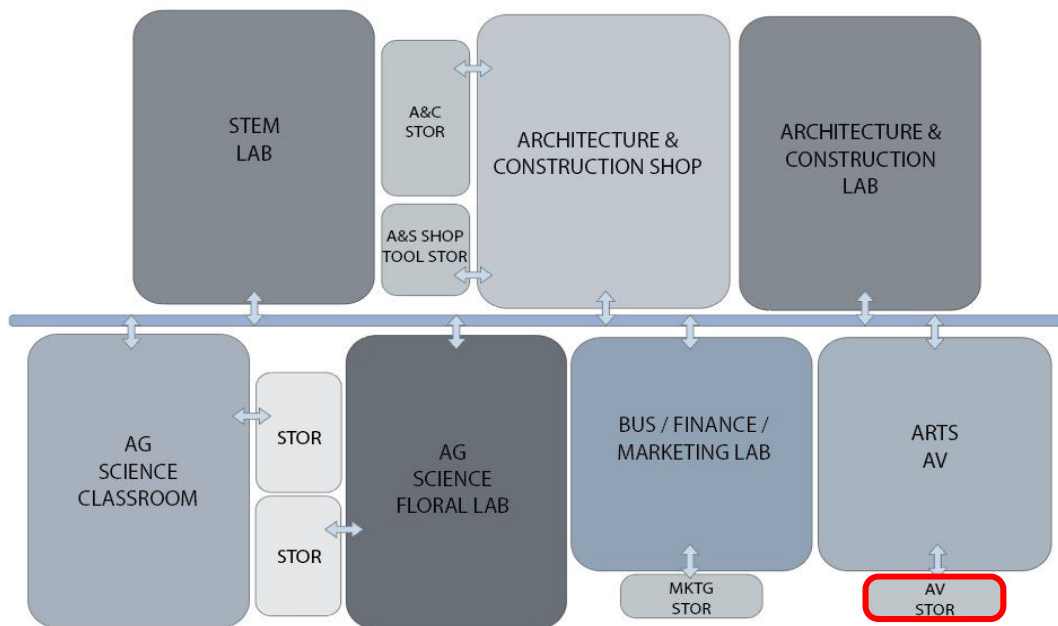 STEM
LAB
A&C
STOR
A&S SHOP
TOOL STOR
ARCHITECTURE &
CONSTRUCTION SHOP
ARCHITECTURE &
CONSTRUCTION
LAB
AG
SCIENCE
CLASSROOM
STOR
STOR
AG
SCIENCE
FLORAL LAB
BUS / FINANCE /
MARKETING LAB
MKTG
STOR
ARTS
AV
AV
STOR